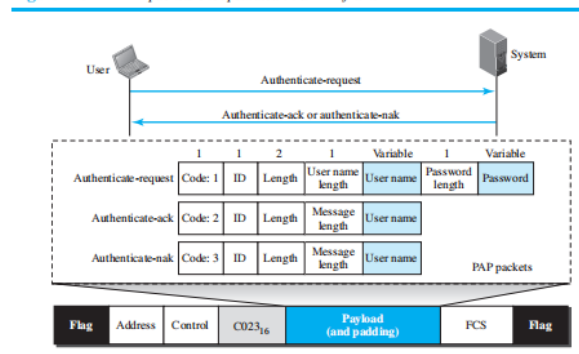 User
System
Authenticate-request
Authenticate-ack or authenticate-nak
1 1 2 1 Variable 1 Variable
Authenticate-request Code: 1 ID Length User name length User name Password length Password
Authenticate-ack Code: 2 ID Length Message length User name
Authenticate-nak Code: 3 ID Length Message length User name
PAP packets
Flag Address Control C023₁₆ Payload (and padding) FCS Flag